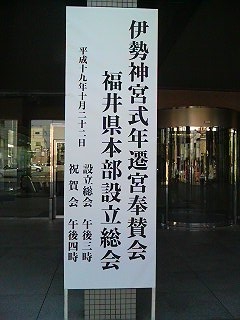 伊勢神宮式年遷宮奉賛会
福井県本部設立総会
平成十九年十月二十二日
設立総会 午後三時
祝賀会 午後四時